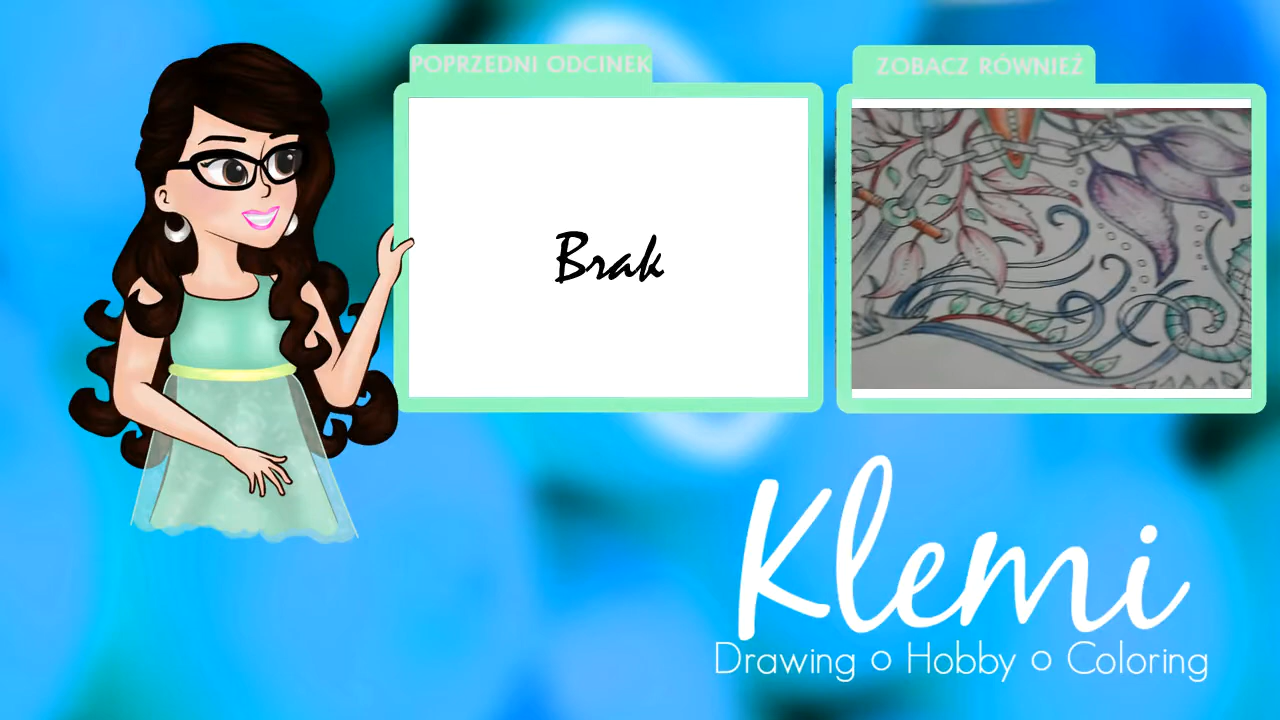 POPRZEDNI ODCINEK
ZOBACZ RÓWNIEŻ
Brak
Klemi
Drawing o Hobby o Coloring